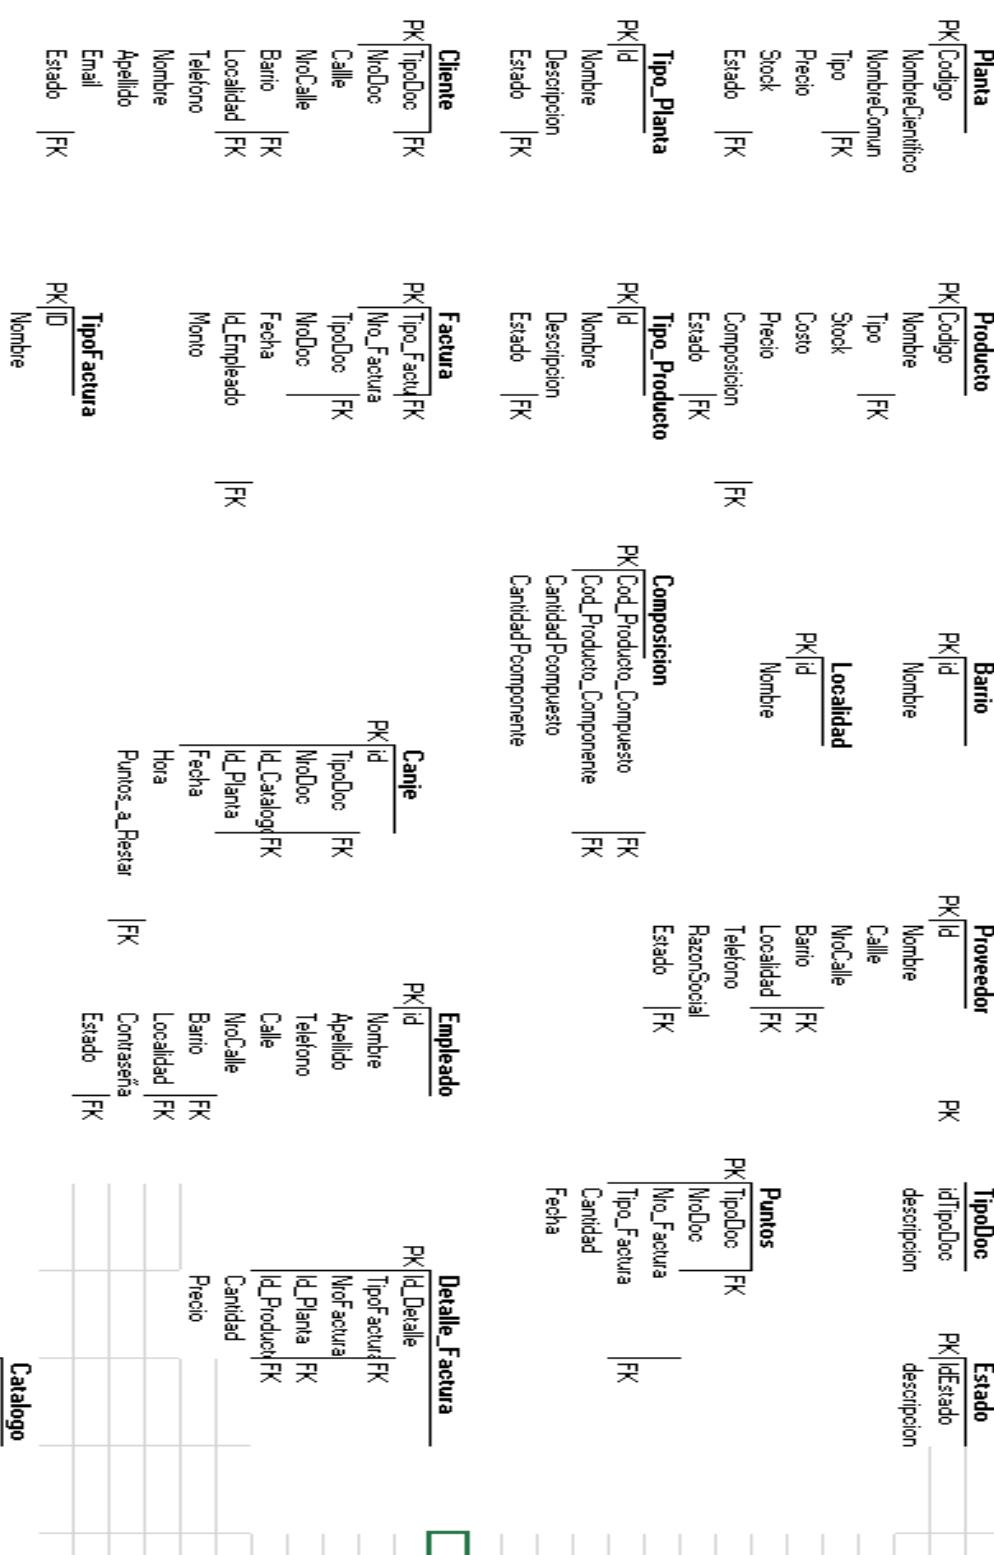 Planta
PK Codigo
NombreCientifico
NombreComun
Tipo FK
Precio
Stock
Estado FK
Producto
PK Codigo
Nombre
Tipo FK
Stock
Costo
Precio
Composicion FK
Estado FK
Barrio
PK id
Nombre
Localidad
PK id
Nombre
Proveedor
PK Id
Nombre
Callle
NroCalle
Barrio FK
Localidad FK
Telefono
RazonSocial
Estado FK
TipoDoc
PK idTipoDoc
descripcion
Estado
PK IdEstado
descripcion
Tipo_Planta
PK Id
Nombre
Descripcion
Estado FK
Tipo_Producto
PK Id
Nombre
Descripcion
Estado FK
Composicion
PK Cod_Producto_Compuesto FK
Cod_Producto_Componente FK
CantidadPcompuesto
CantidadPcomponente
Puntos
PK TipoDoc FK
NroDoc
Nro_Factura
Tipo_Factura FK
Cantidad
Fecha
Cliente
PK TipoDoc FK
NroDoc
Callle
NroCalle
Barrio FK
Localidad FK
Telefono
Nombre
Apellido
Email
Estado FK
Factura
PK Tipo_Factu FK
Nro_Factura
TipoDoc FK
NroDoc
Fecha
Id_Empleado FK
Monto
Canje
PK id
TipoDoc FK
NroDoc
Id_Catalogo FK
Id_Planta
Fecha
Hora
Puntos_a_Restar FK
Empleado
PK id
Nombre
Apellido
Telefono
Calle
NroCalle
Barrio FK
Localidad FK
Contraseña
Estado FK
Detalle_Factura
PK Id_Detalle
TipoFactura FK
NroFactura
Id_Planta FK
Id_Product FK
Cantidad
Precio
TipoFactura
PK ID
Nombre
Catalogo